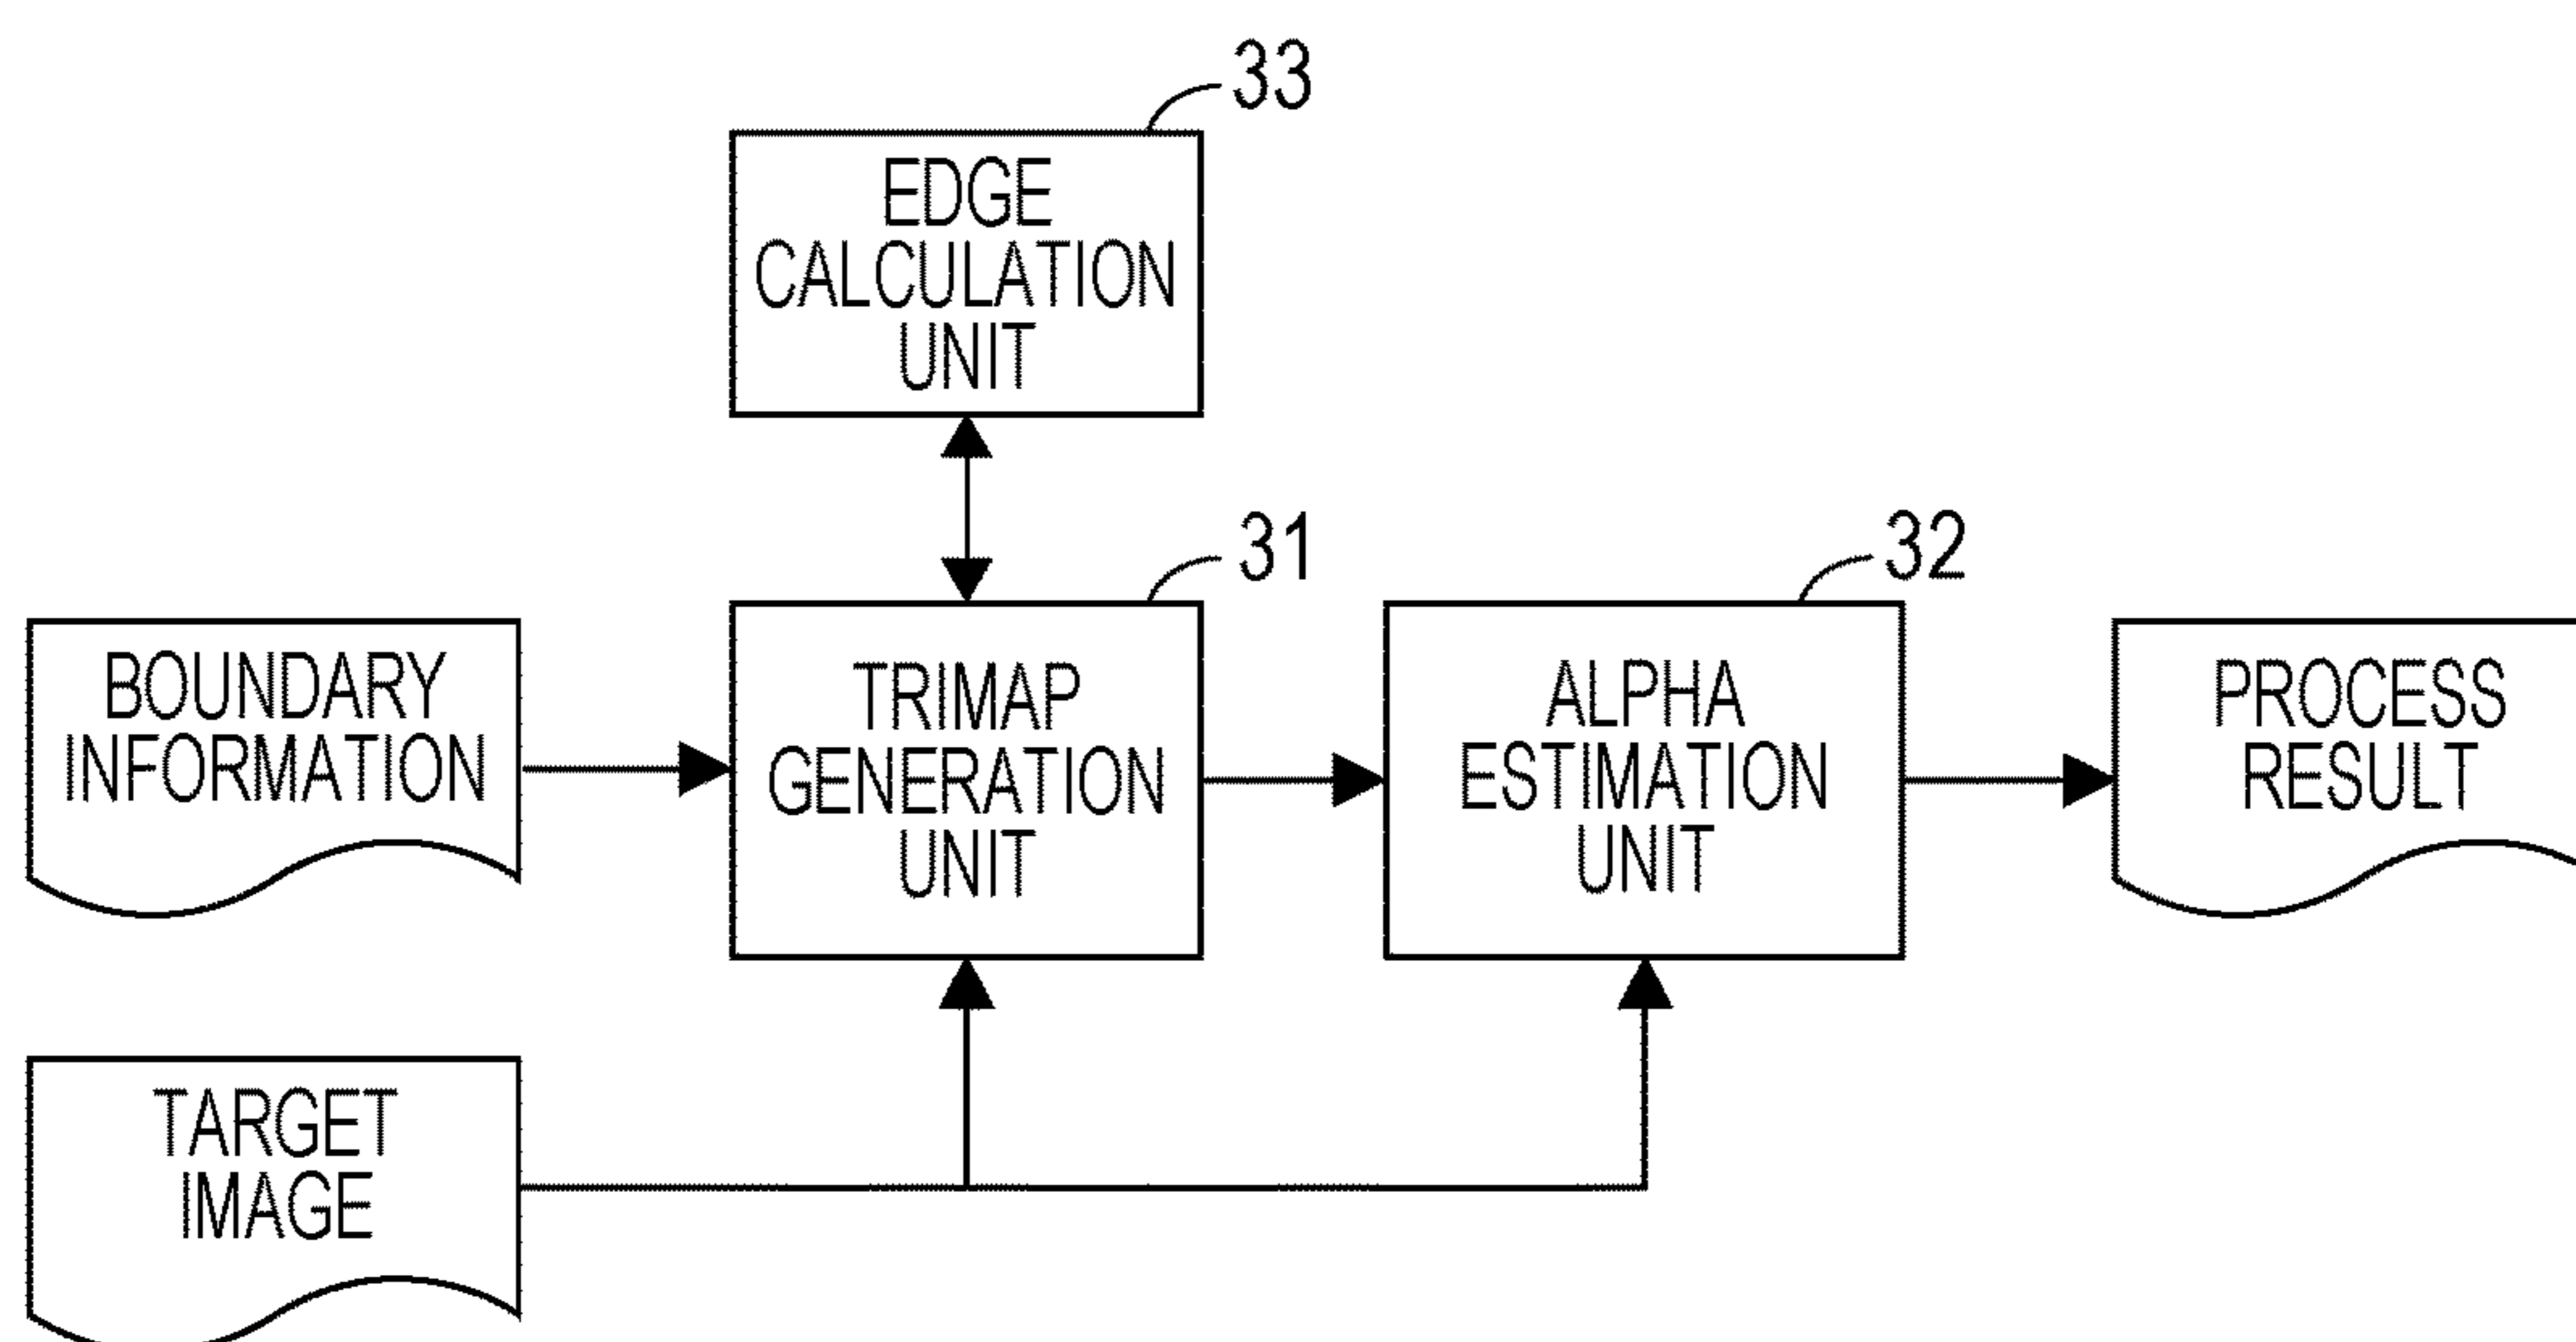 33
EDGE
CALCULATION
UNIT
31
32
BOUNDARY
INFORMATION
TRIMAP
GENERATION
UNIT
ALPHA
ESTIMATION
UNIT
PROCESS
RESULT
TARGET
IMAGE